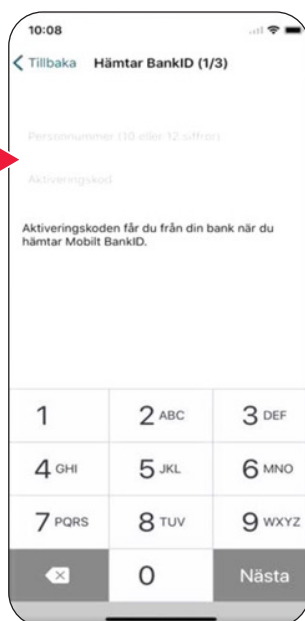 10:08
Tillbaka Hämtar BankID (1/3)
Personnummer (10 eller 12 siffror)
Aktiveringskod
Aktiveringskoden får du från din bank när du
hämtar Mobilt BankID.
1 2 ABC 3 DEF
4 GHI 5 JKL 6 MNO
7 PQRS 8 TUV 9 WXYZ
0 Nästa